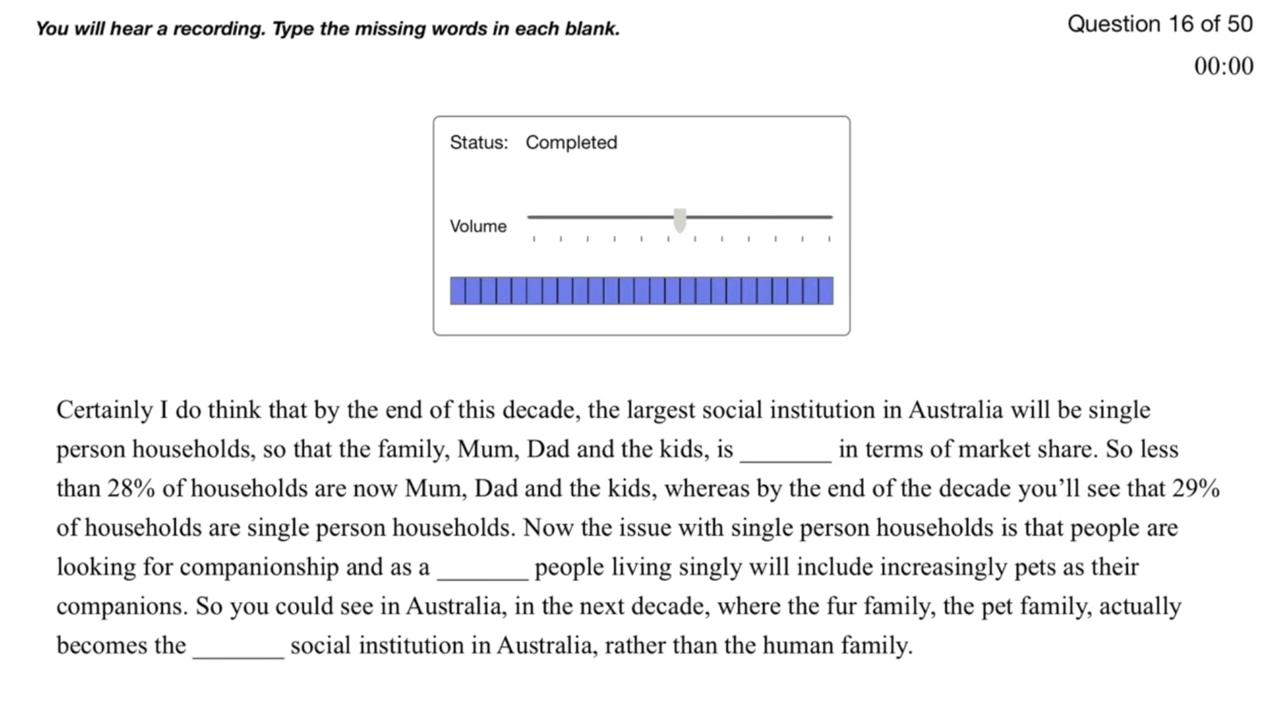 You will hear a recording. Type the missing words in each blank.
Question 16 of 50
00:00
Status: Completed
Volume
Certainly I do think that by the end of this decade, the largest social institution in Australia will be single
person households, so that the family, Mum, Dad and the kids, is ________ in terms of market share. So less
than 28% of households are now Mum, Dad and the kids, whereas by the end of the decade you’ll see that 29%
of households are single person households. Now the issue with single person households is that people are
looking for companionship and as a ________ people living singly will include increasingly pets as their
companions. So you could see in Australia, in the next decade, where the fur family, the pet family, actually
becomes the ________ social institution in Australia, rather than the human family.